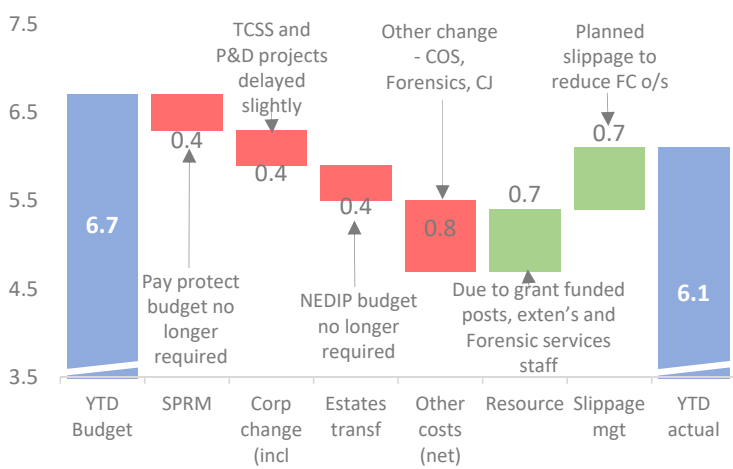 7.5
6.5
5.5
4.5
3.5
TCSS and
P&D projects
delayed
slightly
Other change
- COS,
Forensics, CJ
Planned
slippage to
reduce FC o/s
0.4
0.4
0.4
0.8
0.7
0.7
6.7
6.1
Pay protect
budget no
longer
required
NEDIP budget
no longer
required
Due to grant funded
posts, exten's and
Forensic services
staff
YTD
Budget
SPRM
Corp
change
(incl
Estates
transf
Other
costs
(net)
Resource
Slippage
mgt
YTD
actual